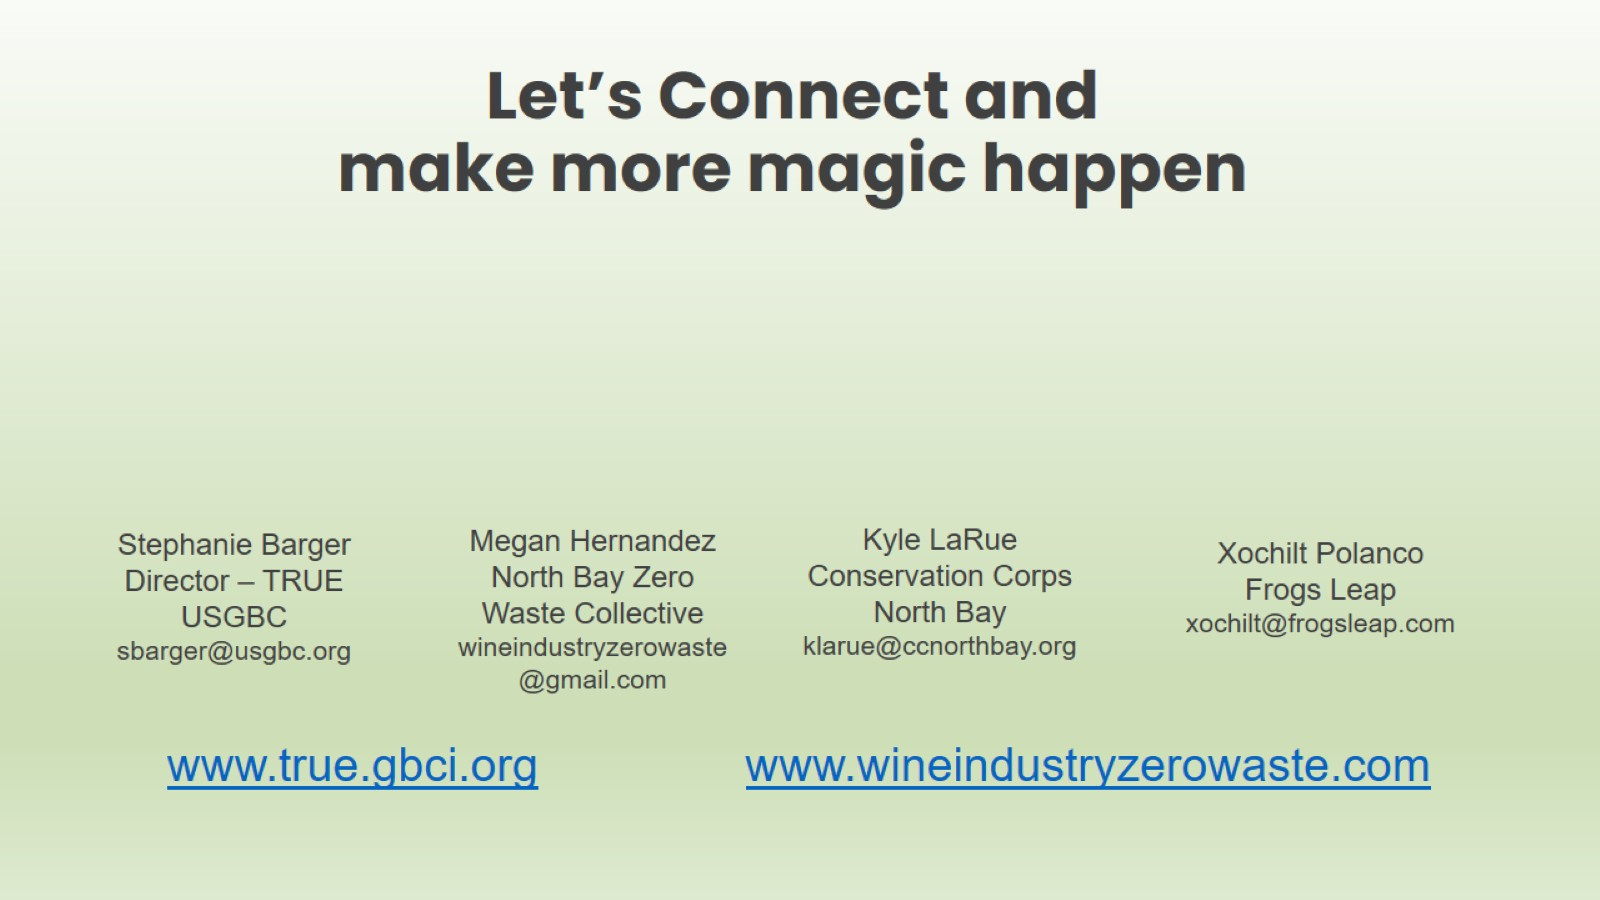 Let’s Connect and
make more magic happen
Stephanie Barger
Director – TRUE
USGBC
sbarger@usgbc.org
Megan Hernandez
North Bay Zero
Waste Collective
wineindustryzerowaste
@gmail.com
Kyle LaRue
Conservation Corps
North Bay
klarue@ccnorthbay.org
Xochilt Polanco
Frogs Leap
xochilt@frogsleap.com
www.true.gbci.org
www.wineindustryzerowaste.com